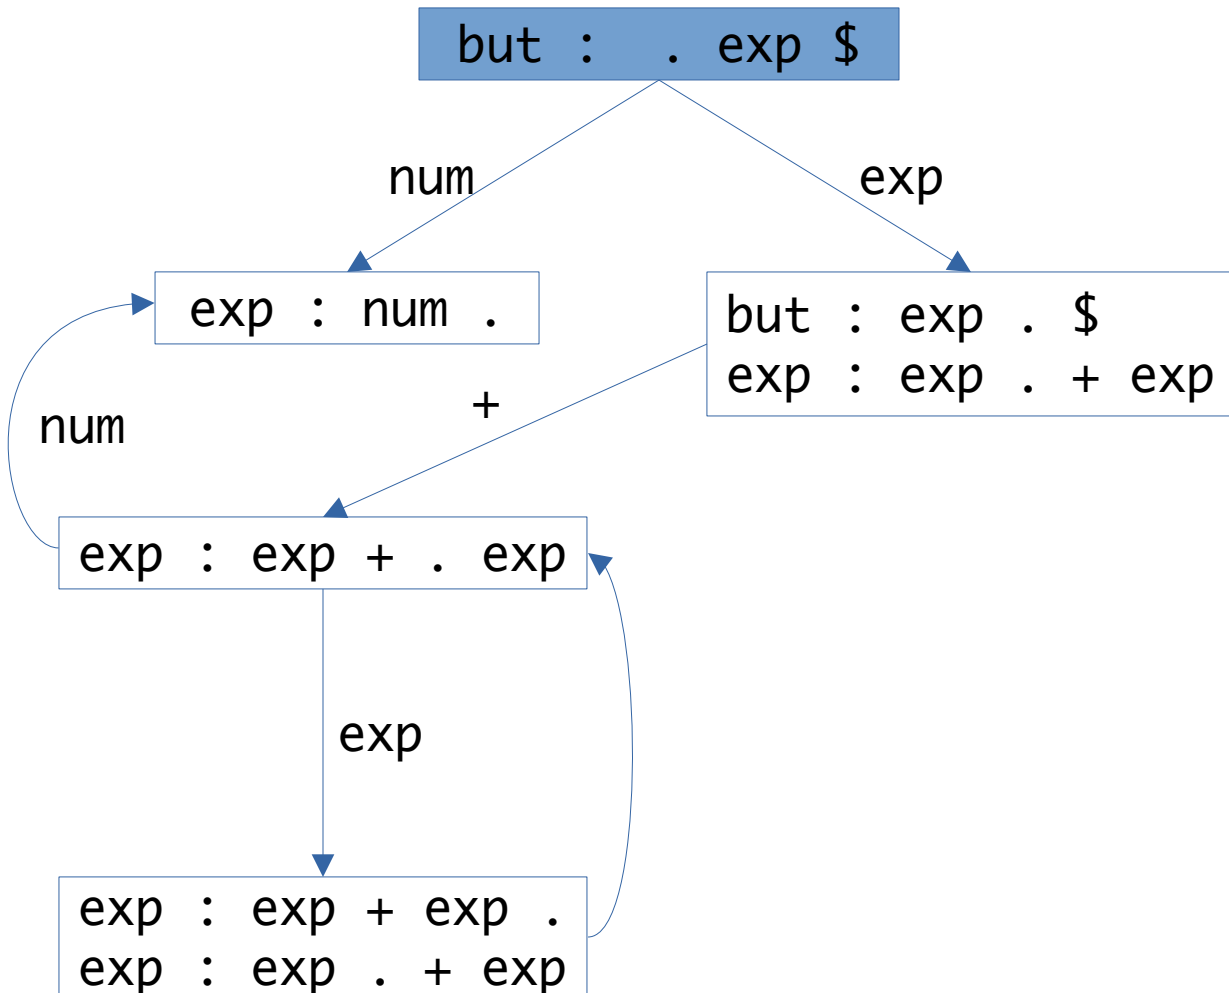 but : . exp $
num
exp
exp : num .
but : exp . $
exp : exp . + exp
+
num
exp : exp + . exp
exp
exp : exp + exp .
exp : exp . + exp